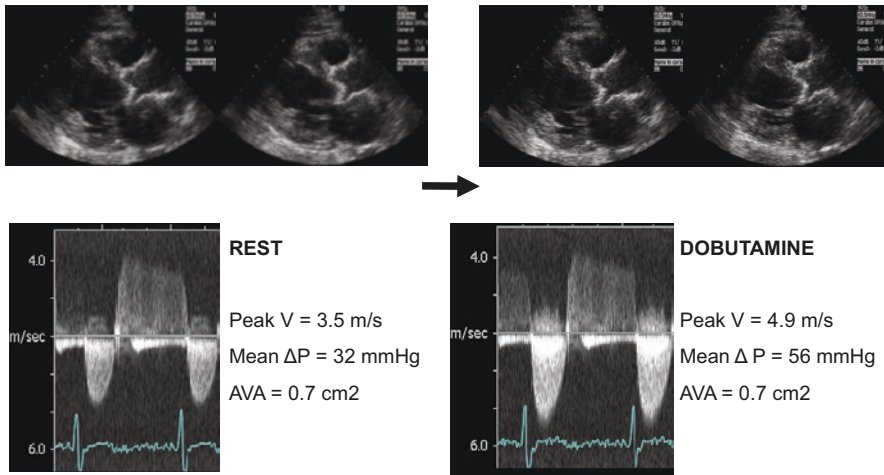 REST
Peak V = 3.5 m/s
Mean ΔP = 32 mmHg
AVA = 0.7 cm2
4.0
m/sec
6.0
DOBUTAMINE
Peak V = 4.9 m/s
Mean Δ P = 56 mmHg
AVA = 0.7 cm2
4.0
m/sec
6.0